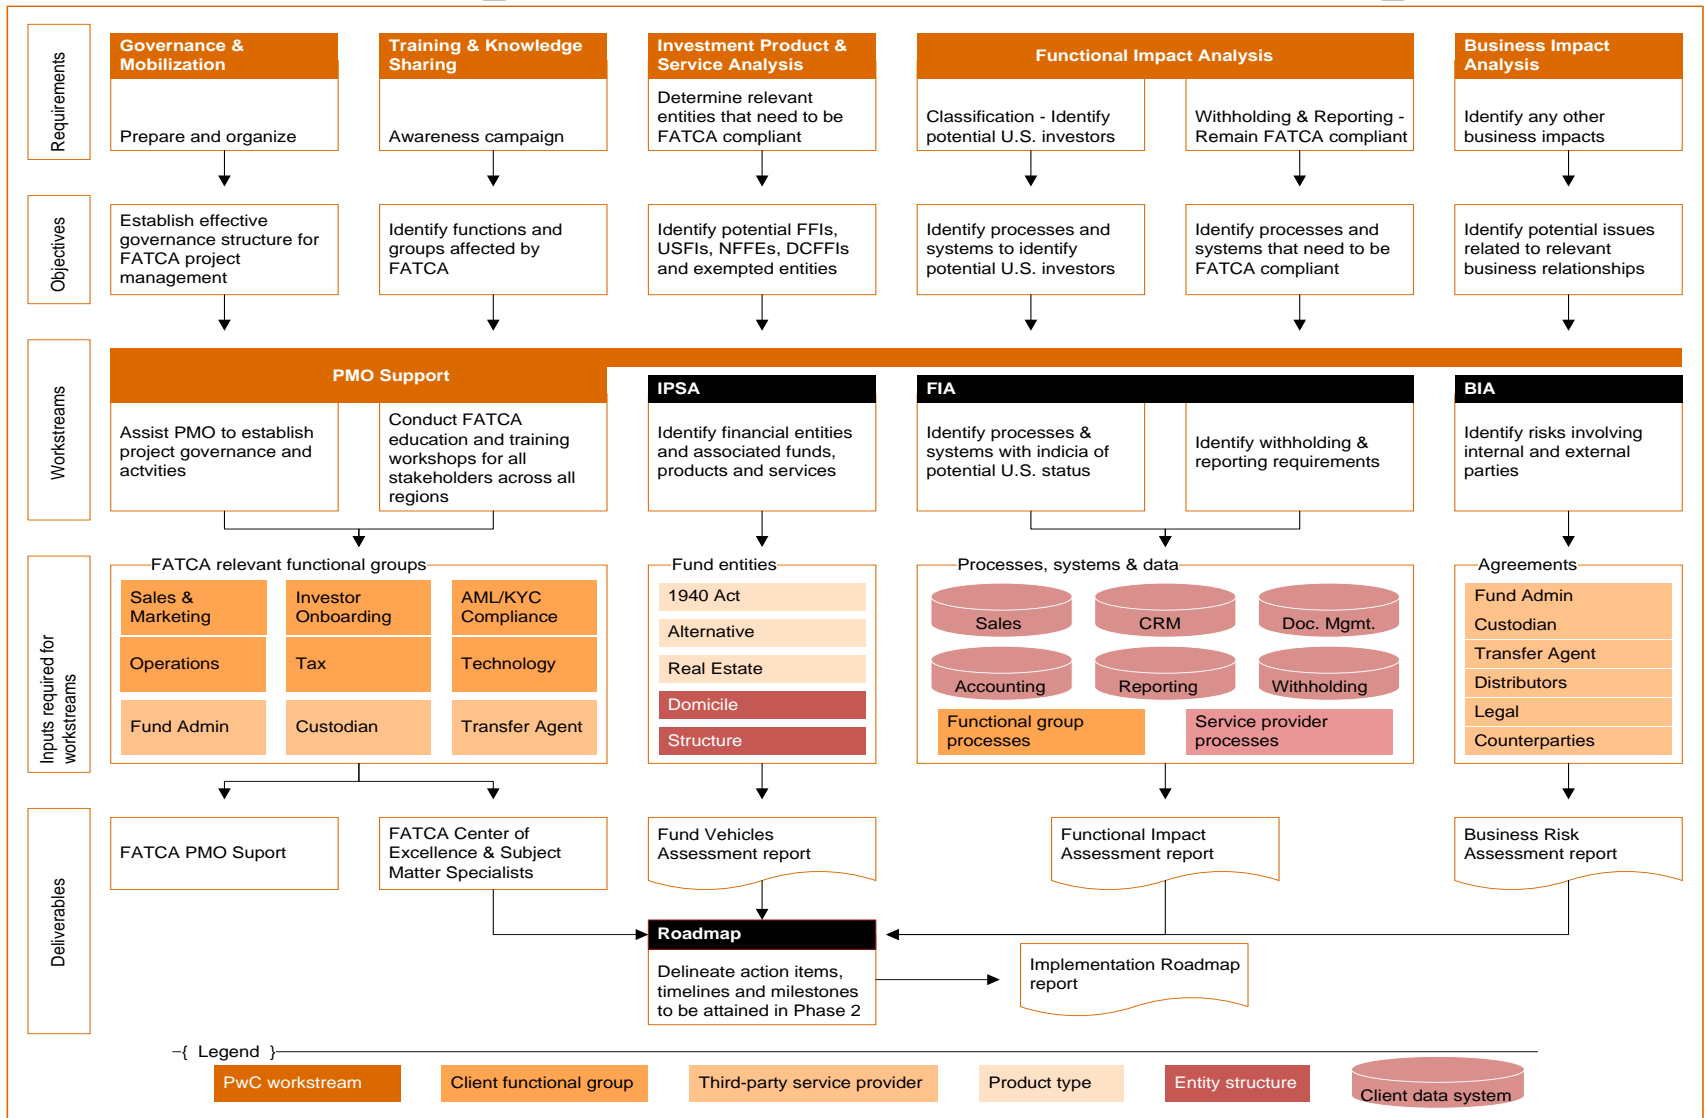 Requirements
Governance &
Mobilization
Prepare and organize
Training & Knowledge
Sharing
Awareness campaign
Investment Product &
Service Analysis
Determine relevant
entities that need to be
FATCA compliant
Functional Impact Analysis
Classification - Identify
potential U.S. investors
Withholding & Reporting -
Remain FATCA compliant
Business Impact
Analysis
Identify any other
business impacts
Objectives
Establish effective
governance structure for
FATCA project
management
Identify functions and
groups affected by
FATCA
Identify potential FFIs,
USFIs, NFFEs, DCFFIs
and exempted entities
Identify processes and
systems to identify
potential U.S. investors
Identify processes and
systems that need to be
FATCA compliant
Identify potential issues
related to relevant
business relationships
Workstreams
PMO Support
Assist PMO to establish
project governance and
actvities
Conduct FATCA
education and training
workshops for all
stakeholders across all
regions
IPSA
Identify financial entities
and associated funds,
products and services
FIA
Identify processes &
systems with indicia of
potential U.S. status
Identify withholding &
reporting requirements
BIA
Identify risks involving
internal and external
parties
Inputs required for
workstreams
FATCA relevant functional groups
Sales &
Marketing
Investor
Onboarding
AML/KYC
Compliance
Operations
Tax
Technology
Fund Admin
Custodian
Transfer Agent
Fund entities
1940 Act
Alternative
Real Estate
Domicile
Structure
Processes, systems & data
Sales
CRM
Doc. Mgmt.
Accounting
Reporting
Withholding
Functional group
processes
Service provider
processes
Agreements
Fund Admin
Custodian
Transfer Agent
Distributors
Legal
Counterparties
Deliverables
FATCA PMO Suport
FATCA Center of
Excellence & Subject
Matter Specialists
Fund Vehicles
Assessment report
Functional Impact
Assessment report
Business Risk
Assessment report
Roadmap
Delineate action items,
timelines and milestones
to be attained in Phase 2
Implementation Roadmap
report
{ Legend }
PwC workstream
Client functional group
Third-party service provider
Product type
Entity structure
Client data system